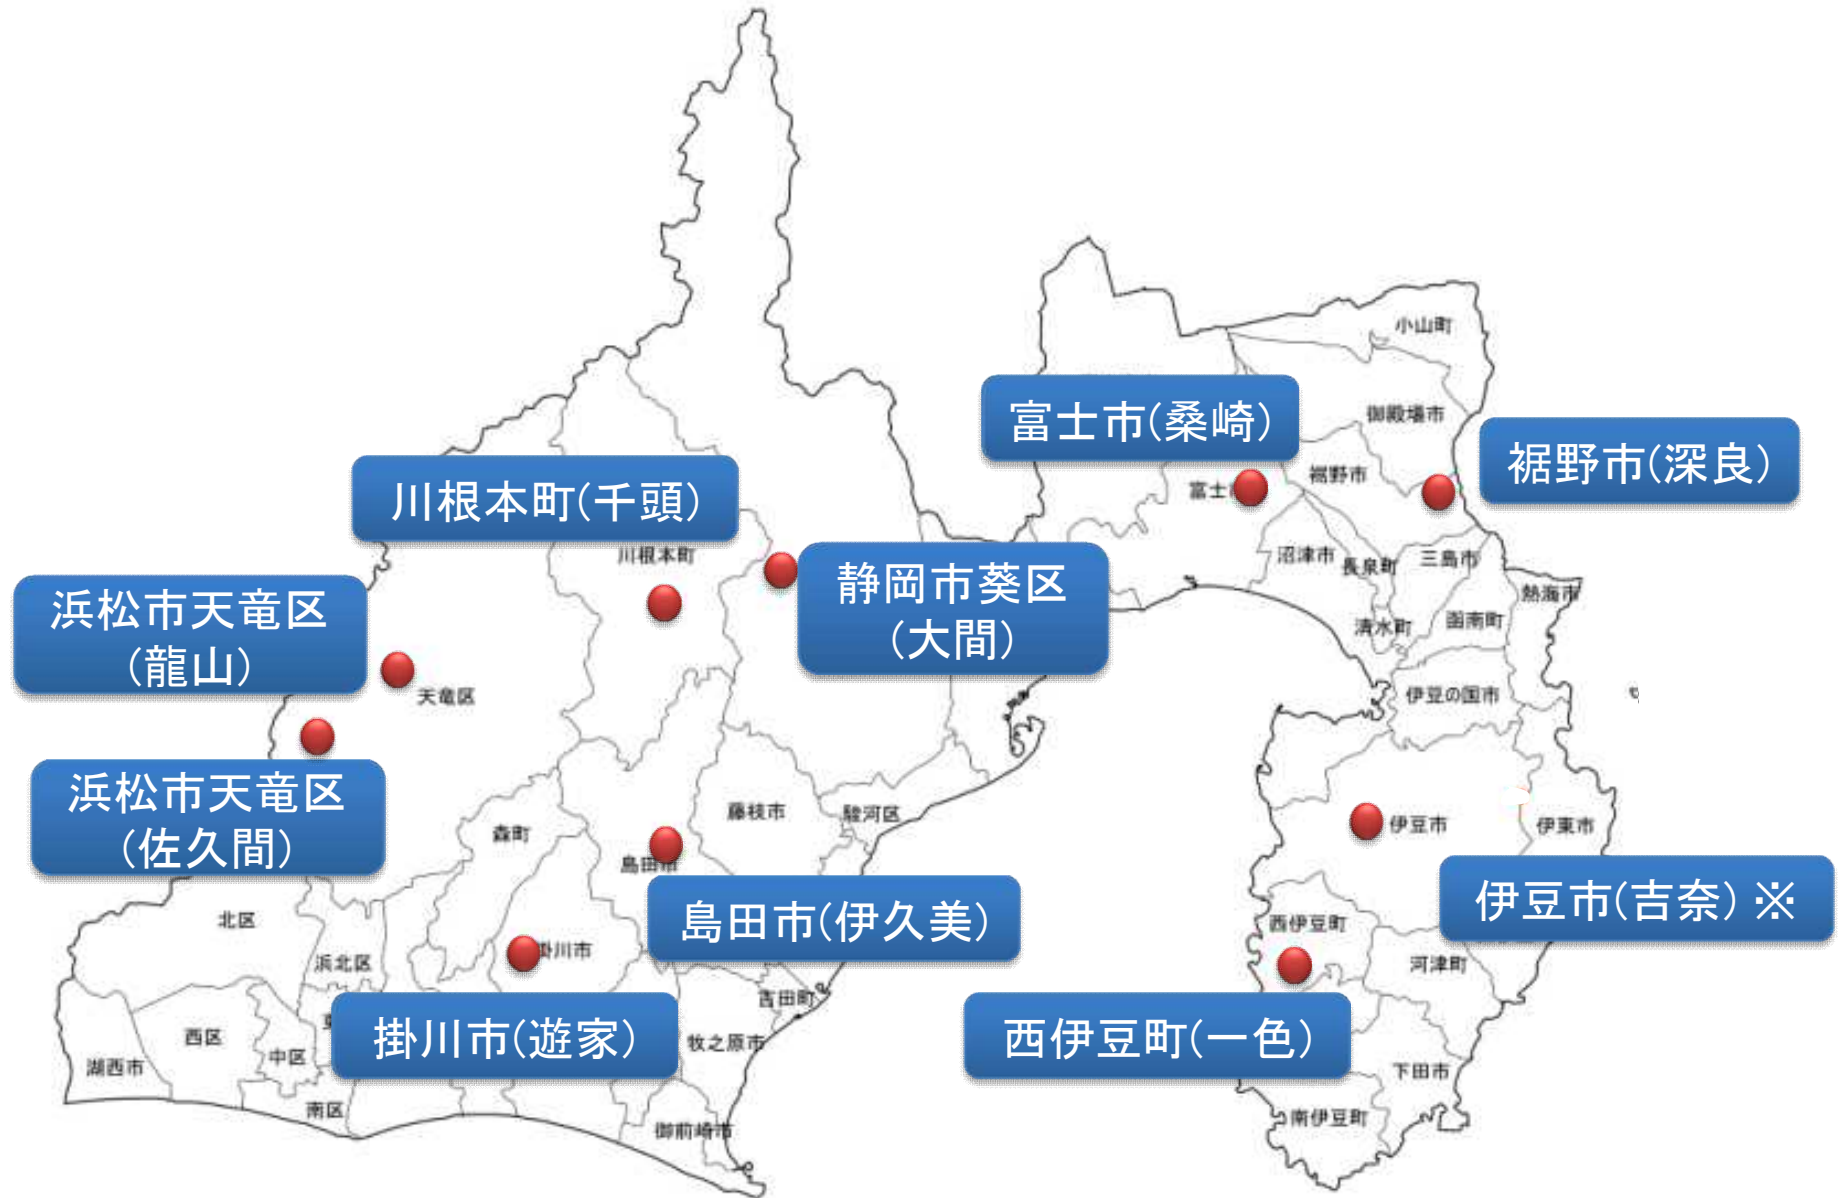 小山町
御殿場市
富士市(桑崎)
裾野市(深良)
裾野市
富士
川根本町(千頭)
川根本町
沼津市
長泉町
三島市
静岡市葵区
(大間)
熱海市
浜松市天竜区
(龍山)
清水町
函南町
天竜区
伊豆の国市
浜松市天竜区
(佐久間)
森町
藤枝市
駿河区
伊豆市
伊東市
島田市
島田市(伊久美)
伊豆市(吉奈)※
北区
西伊豆町
浜北区
掛川市
河津町
吉田町
西区
中区
掛川市(遊家)
牧之原市
西伊豆町(一色)
湖西市
下田市
南区
御前崎市
南伊豆町